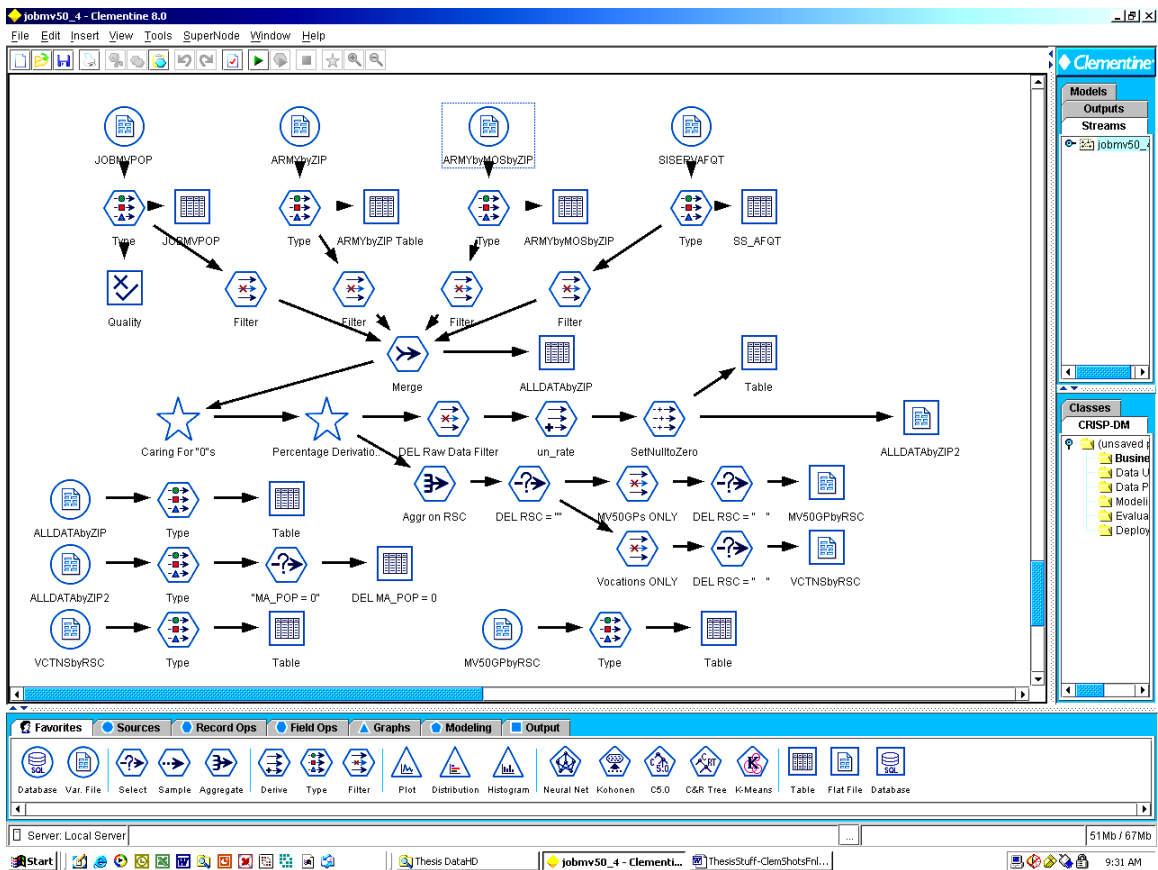 jobmv50_4 - Clementine 8.0
File Edit Insert View Tools SuperNode Window Help
Clementine
Models
Outputs
Streams
jobmv50_4
JOBMVPOP
ARMYbyZIP
ARMYbyMOSbyZIP
SISERVAFQT
Type
JOBMVPOP
Type
ARMYbyZIP Table
Type
ARMYbyMOSbyZIP
Type
SS_AFQT
Quality
Filter
Filter
Filter
Filter
Merge
ALLDATAbyZIP
Table
Caring For "0"s
Percentage Derivatio..
DEL Raw Data Filter
un_rate
SetNulltoZero
ALLDATAbyZIP2
Aggr on RSC
DEL RSC = ""
MV50GPs ONLY
DEL RSC = " "
MV50GPbyRSC
ALLDATAbyZIP
Type
Table
Vocations ONLY
DEL RSC = " "
VCTNSbyRSC
ALLDATAbyZIP2
Type
"MA_POP = 0"
DEL MA_POP = 0
VCTNSbyRSC
Type
Table
MV50GPbyRSC
Type
Table
Classes
CRISP-DM
(unsaved p
Busine
Data U
Data P
Modeli
Evalua
Deploy
Favorites Sources Record Ops Field Ops Graphs Modeling Output
SQL C 5.0 C&RT K SQL
Database Var. File Select Sample Aggregate Derive Type Filter Plot Distribution Histogram Neural Net Kohonen C5.0 C&R Tree K-Means Table Flat File Database
Server: Local Server ... 51Mb / 67Mb
Start Thesis DataHD jobmv50_4 - Clementi... ThesisStuff-ClemShotsFnl... 9:31 AM